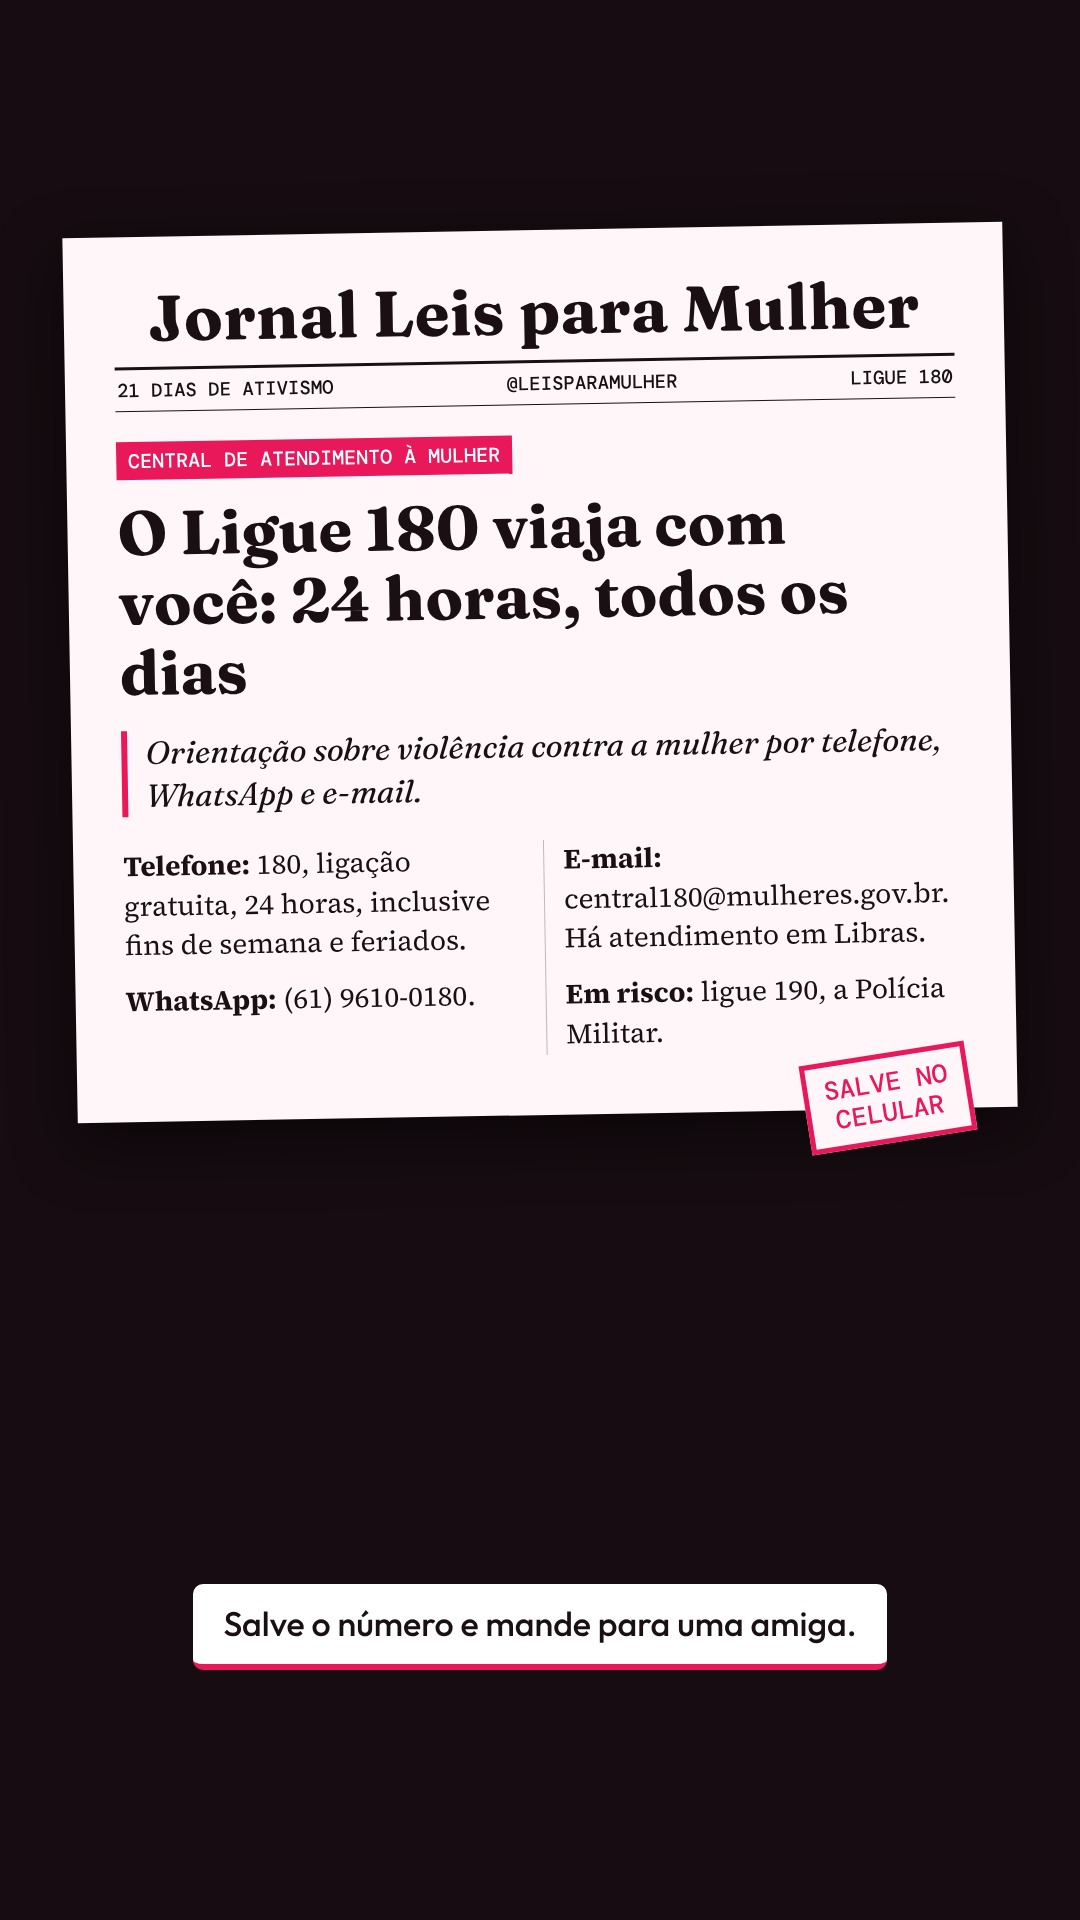 Jornal Leis para Mulher
21 DIAS DE ATIVISMO @LEISPARAMULHER LIGUE 180
CENTRAL DE ATENDIMENTO À MULHER
O Ligue 180 viaja com
você: 24 horas, todos os
dias
Orientação sobre violência contra a mulher por telefone,
WhatsApp e e-mail.
Telefone: 180, ligação
gratuita, 24 horas, inclusive
fins de semana e feriados.
WhatsApp: (61) 9610-0180.
E-mail:
central180@mulheres.gov.br.
Há atendimento em Libras.
Em risco: ligue 190, a Polícia
Militar.
SALVE NO
CELULAR
Salve o número e mande para uma amiga.